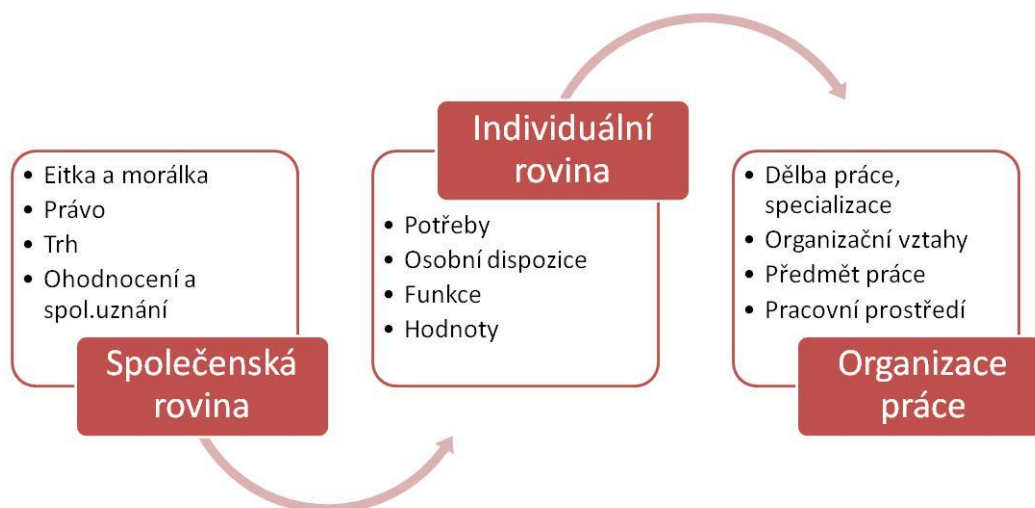 • Eitka a morálka
• Právo
• Trh
• Ohodnocení a
spol.uznání
Společenská
rovina
Individuální
rovina
• Potřeby
• Osobní dispozice
• Funkce
• Hodnoty
• Dělba práce,
specializace
• Organizační vztahy
• Předmět práce
• Pracovní prostředí
Organizace
práce